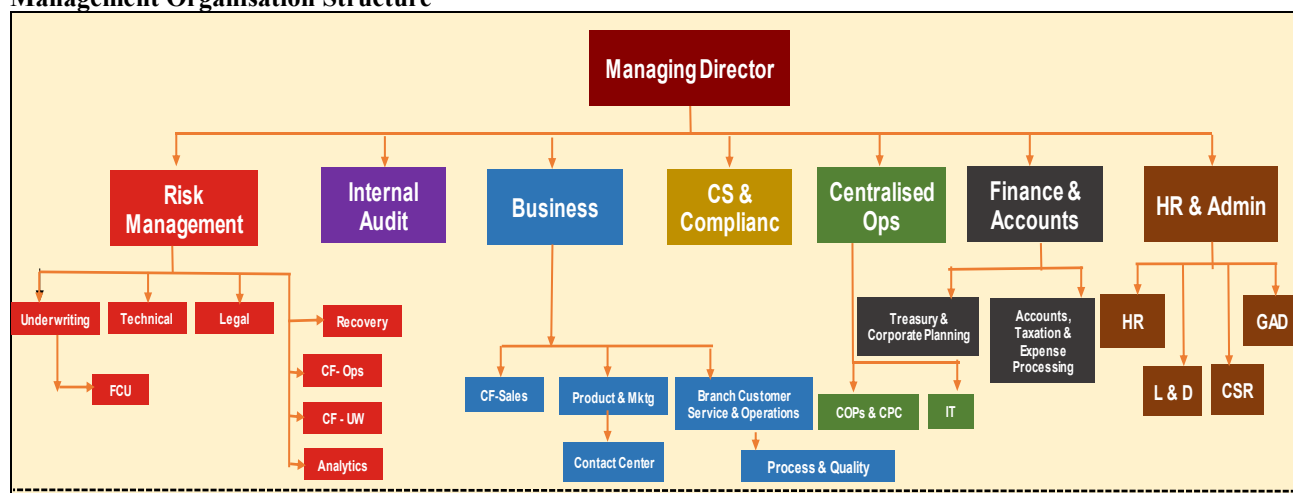 Management Organisation Structure
Managing Director
Risk
Management
Internal
Audit
Business
CS &
Complianc
Centralised
Ops
Finance &
Accounts
HR & Admin
Underwriting
Technical
Legal
Recovery
FCU
CF- Ops
CF - UW
Analytics
CF-Sales
Product & Mktg
Branch Customer
Service & Operations
Contact Center
Process & Quality
COPs & CPC
IT
Treasury &
Corporate Planning
Accounts,
Taxation &
Expense
Processing
HR
GAD
L & D
CSR